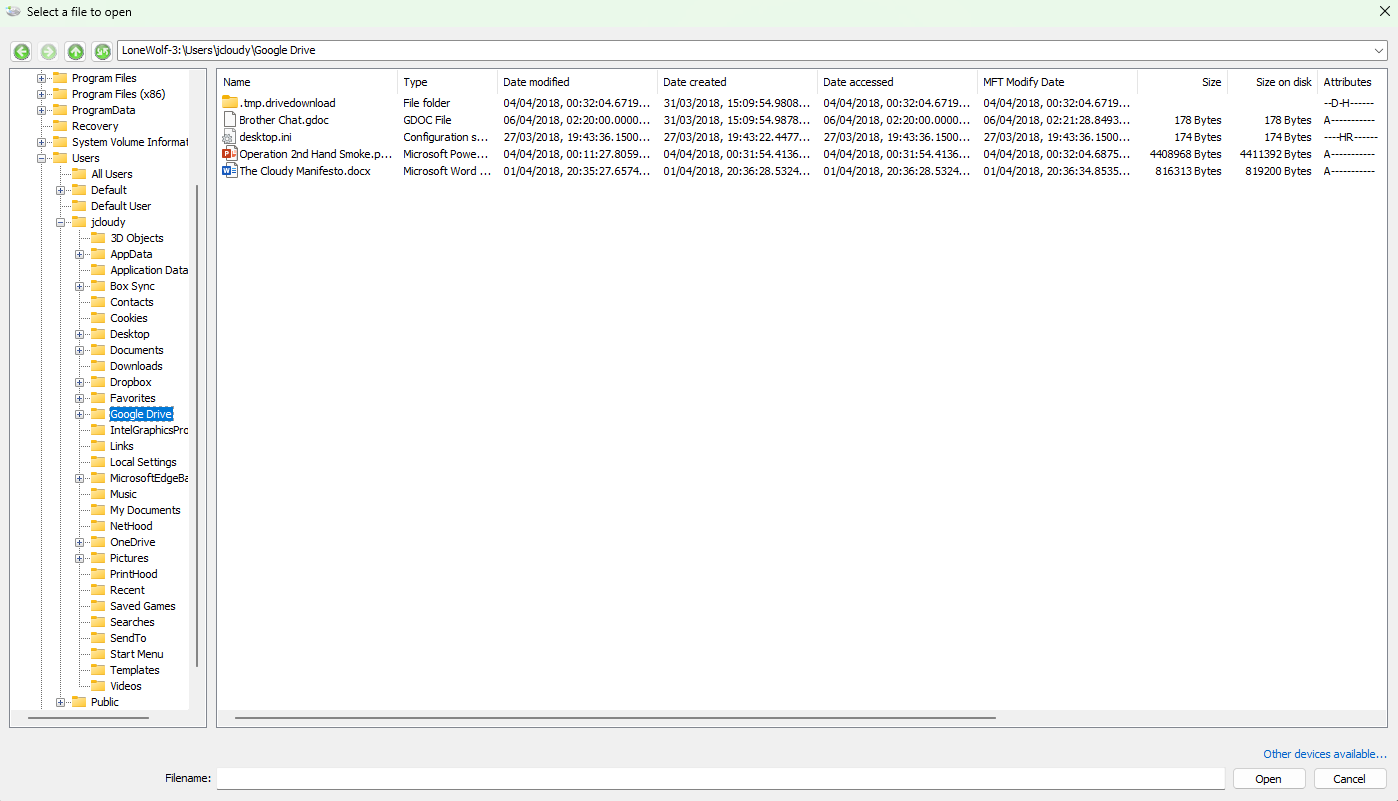 Select a file to open
LoneWolf-3:\Users\jcloudy\Google Drive
Program Files
Program Files (x86)
ProgramData
Recovery
System Volume Informat
Users
All Users
Default
Default User
jcloudy
3D Objects
AppData
Application Data
Box Sync
Contacts
Cookies
Desktop
Documents
Downloads
Dropbox
Favorites
Google Drive
IntelGraphicsPro
Links
Local Settings
MicrosoftEdgeBa
Music
My Documents
NetHood
OneDrive
Pictures
PrintHood
Recent
Saved Games
Searches
SendTo
Start Menu
Templates
Videos
Public
Name Type Date modified Date created Date accessed MFT Modify Date Size Size on disk Attributes
.tmp.drivedownload File folder 04/04/2018, 00:32:04.6719... 31/03/2018, 15:09:54.9808... 04/04/2018, 00:32:04.6719... 04/04/2018, 00:32:04.6719... --D-H------
Brother Chat.gdoc GDOC File 06/04/2018, 02:20:00.0000... 31/03/2018, 15:09:54.9875... 06/04/2018, 02:20:00.0000... 06/04/2018, 02:21:28.8493... 178 Bytes 178 Bytes A-----------
desktop.ini Configuration s... 27/03/2018, 19:43:36.1500... 27/03/2018, 19:43:22.4477... 27/03/2018, 19:43:36.1500... 27/03/2018, 19:43:36.1500... 174 Bytes 174 Bytes ----HR------
Operation 2nd Hand Smoke.p... Microsoft Powe... 04/04/2018, 00:11:27.8059... 04/04/2018, 00:31:54.4136... 04/04/2018, 00:31:54.4136... 04/04/2018, 00:32:04.6875... 4408968 Bytes 4411392 Bytes A-----------
The Cloudy Manifesto.docx Microsoft Word ... 01/04/2018, 20:35:27.6574... 01/04/2018, 20:36:28.5324... 01/04/2018, 20:36:28.5324... 01/04/2018, 20:36:34.8535... 816313 Bytes 819200 Bytes A-----------
Other devices available...
Filename:
Open
Cancel